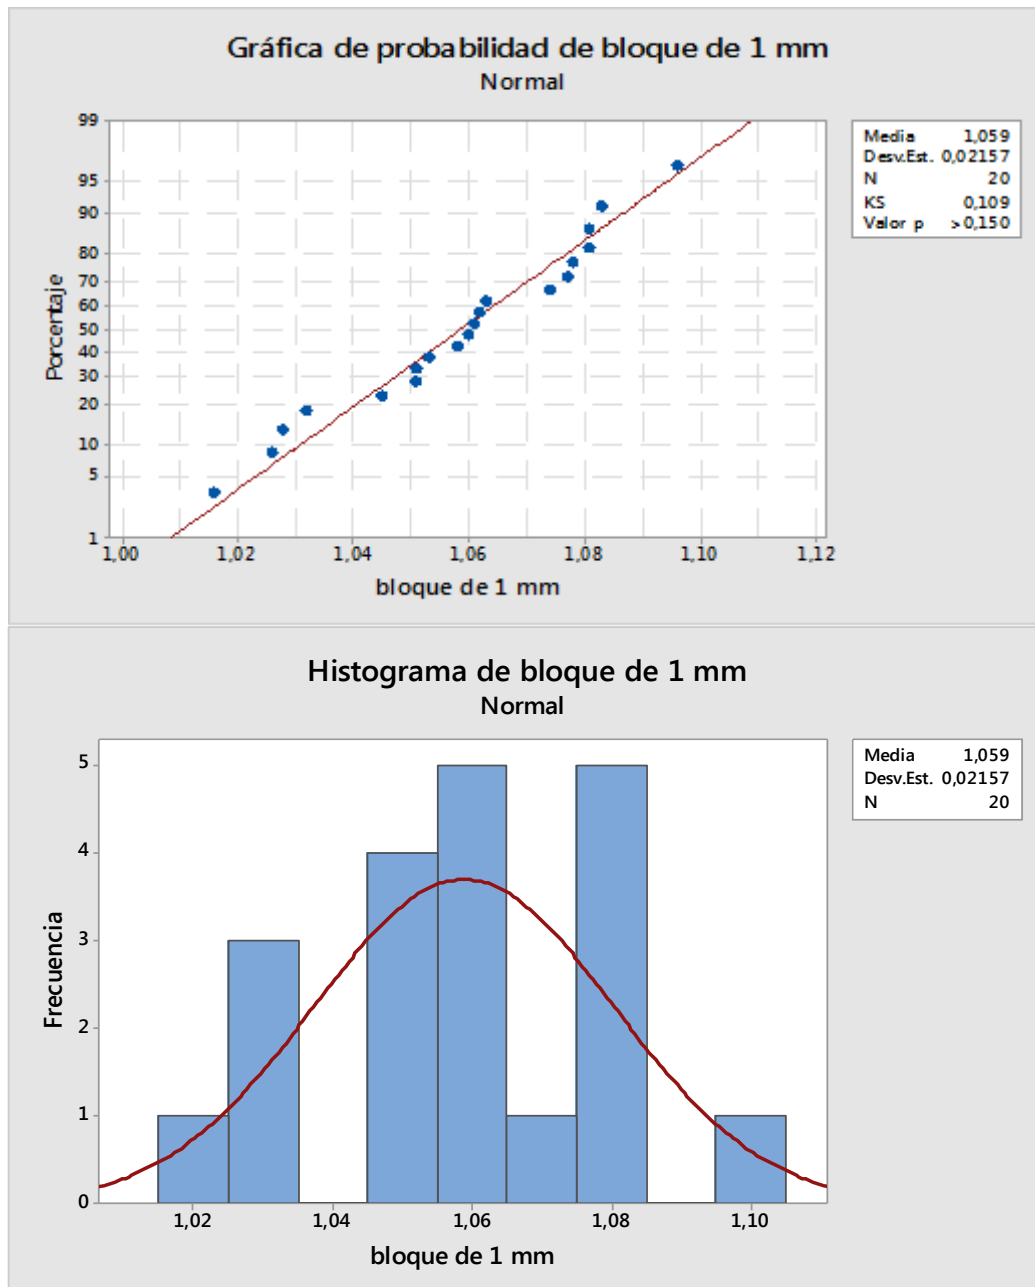 Gráfica de probabilidad de bloque de 1 mm
Normal
Media 1,059
Desv.Est. 0,02157
N 20
KS 0,109
Valor p >0,150
99
95
90
80
70
60
50
40
30
20
10
5
1
Porcentaje
1,00 1,02 1,04 1,06 1,08 1,10 1,12
bloque de 1 mm
Histograma de bloque de 1 mm
Normal
Media 1,059
Desv.Est. 0,02157
N 20
5
4
3
2
1
0
Frecuencia
1,02 1,04 1,06 1,08 1,10
bloque de 1 mm